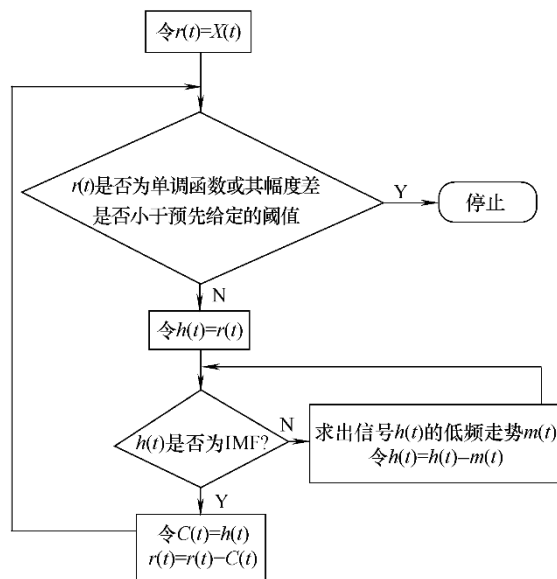 令r(t)=X(t)
r(t)是否为单调函数或其幅度差
是否小于预先给定的阈值
Y
停止
N
令h(t)=r(t)
h(t)是否为IMF?
N
求出信号h(t)的低频走势m(t)
令h(t)=h(t)−m(t)
Y
令C(t)=h(t)
r(t)=r(t)−C(t)